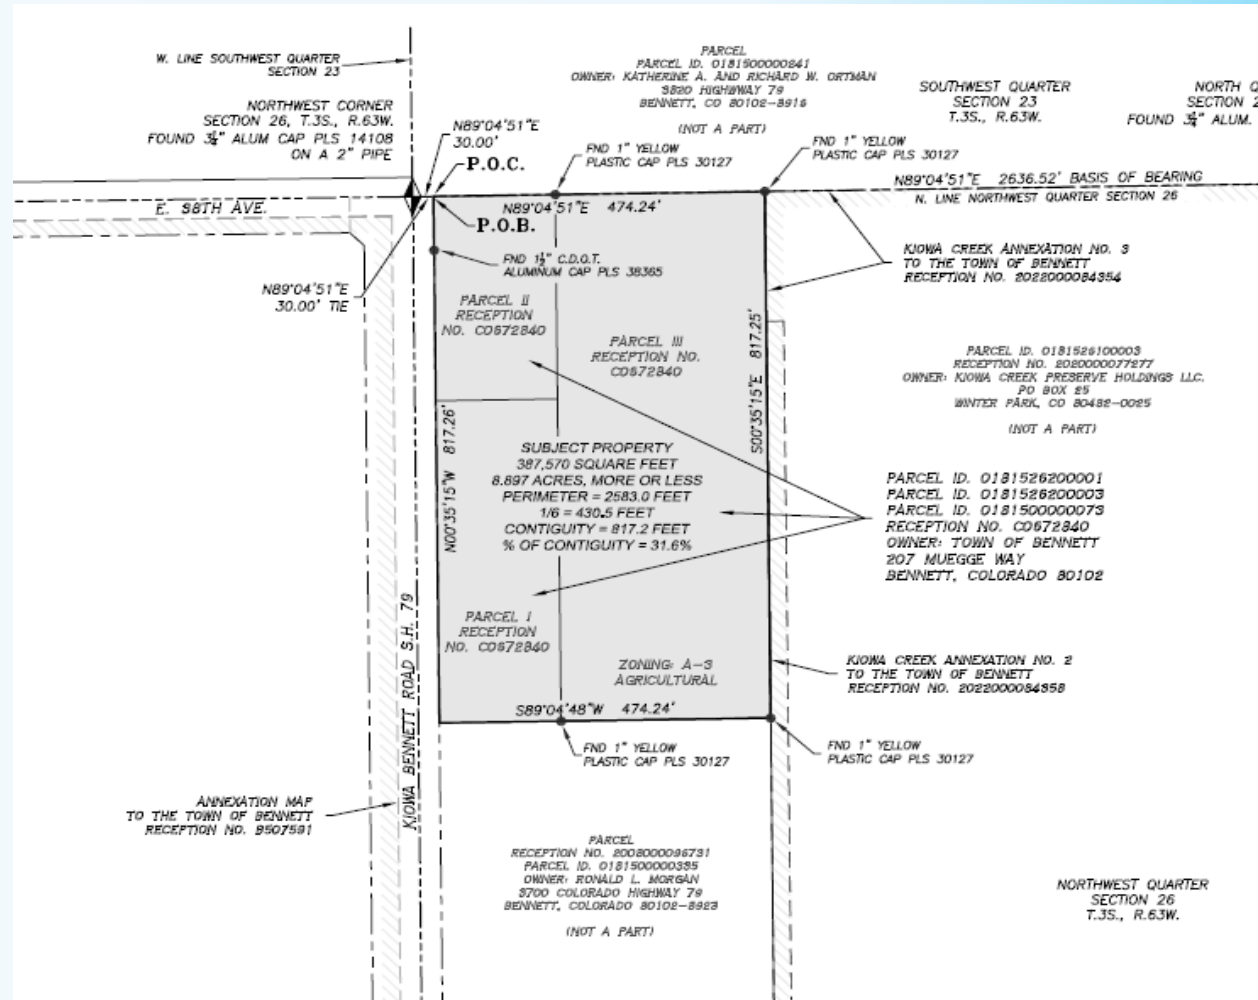 W. LINE SOUTHWEST QUARTER
SECTION 23
NORTHWEST CORNER
SECTION 26, T.3S., R.63W.
FOUND 3¼" ALUM CAP PLS 14108
ON A 2" PIPE
N89°04'51"E
30.00'
P.O.C.
PARCEL
PARCEL ID. 0181500000241
OWNER: KATHERINE A. AND RICHARD W. ORTMAN
3820 HIGHWAY 79
BENNETT, CO 80102-8916
(NOT A PART)
FND 1" YELLOW
PLASTIC CAP PLS 30127
SOUTHWEST QUARTER
SECTION 23
T.3S., R.63W.
FND 1" YELLOW
PLASTIC CAP PLS 30127
NORTH
SECTION
FOUND 3¼" ALUM.
N89°04'51"E 2636.52' BASIS OF BEARING
N. LINE NORTHWEST QUARTER SECTION 26
E. 38TH AVE.
N89°04'51"E 474.24'
P.O.B.
FND 1½" C.D.O.T.
ALUMINUM CAP PLS 38365
N89°04'51"E
30.00' TIE
KIOWA CREEK ANNEXATION NO. 3
TO THE TOWN OF BENNETT
RECEPTION NO. 2022000084354
PARCEL II
RECEPTION
NO. C0672840
PARCEL III
RECEPTION NO.
C0672840
S00°35'15"E 817.25'
PARCEL ID. 0181526100003
RECEPTION NO. 2020000077277
OWNER: KIOWA CREEK PRESERVE HOLDINGS LLC.
PO BOX 25
WINTER PARK, CO 80482-0025
(NOT A PART)
N00°35'15"W 817.26'
SUBJECT PROPERTY
387,570 SQUARE FEET
8.897 ACRES, MORE OR LESS
PERIMETER = 2583.0 FEET
1/6 = 430.5 FEET
CONTIGUITY = 817.2 FEET
% OF CONTIGUITY = 31.6%
PARCEL ID. 0181526200001
PARCEL ID. 0181526200003
PARCEL ID. 0181500000073
RECEPTION NO. C0672840
OWNER: TOWN OF BENNETT
207 MUEGGE WAY
BENNETT, COLORADO 80102
PARCEL I
RECEPTION
NO. C0672840
ZONING: A-3
AGRICULTURAL
KIOWA CREEK ANNEXATION NO. 2
TO THE TOWN OF BENNETT
RECEPTION NO. 2022000084358
S89°04'48"W 474.24'
KIOWA BENNETT ROAD S.H. 79
FND 1" YELLOW
PLASTIC CAP PLS 30127
FND 1" YELLOW
PLASTIC CAP PLS 30127
ANNEXATION MAP
TO THE TOWN OF BENNETT
RECEPTION NO. B507591
PARCEL
RECEPTION NO. 2008000096731
PARCEL ID. 0181500000335
OWNER: RONALD L. MORGAN
3700 COLORADO HIGHWAY 79
BENNETT, COLORADO 80102-8923
(NOT A PART)
NORTHWEST QUARTER
SECTION 26
T.3S., R.63W.